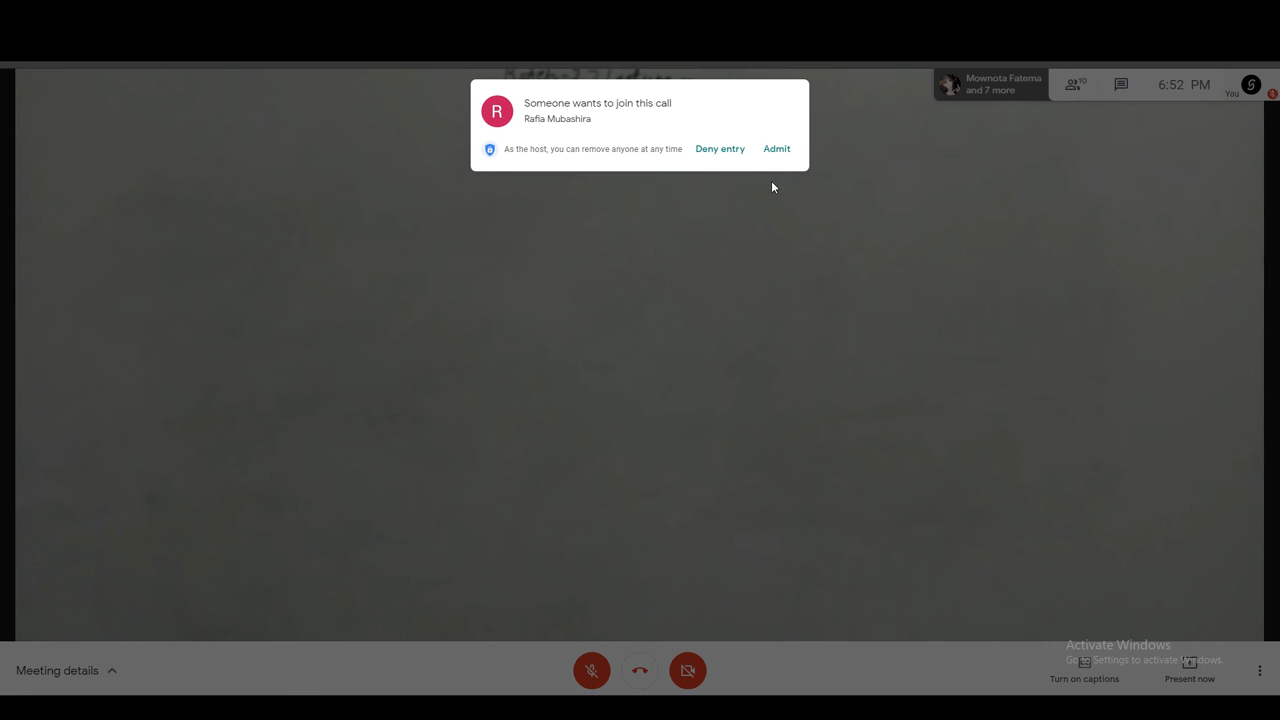 Someone wants to join this call
R
Rafia Mubashira
As the host, you can remove anyone at any time
Deny entry
Admit
Mownota Fatema
and 7 more
10
6:52 PM
You
Meeting details
Activate Windows
Go to Settings to activate Windows.
Turn on captions
Present now